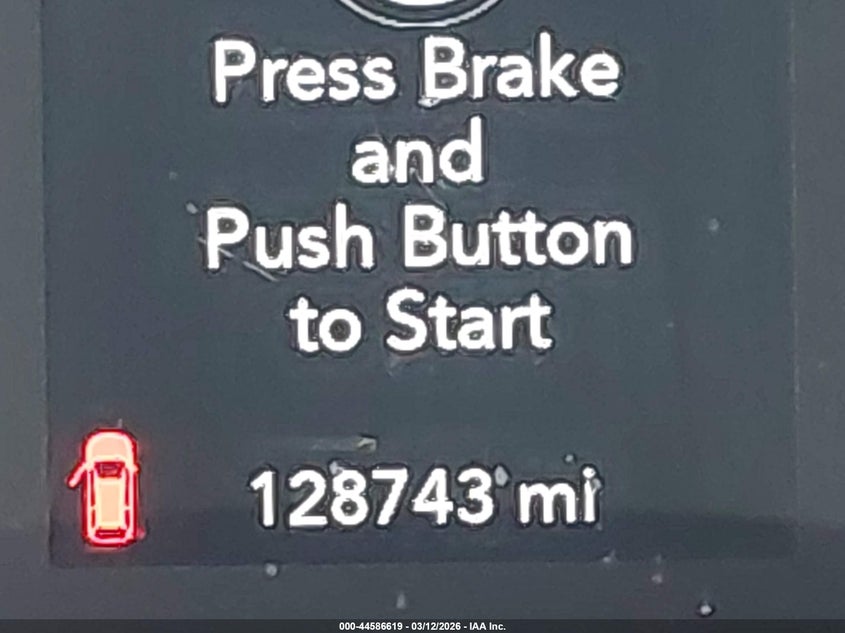 Press Brake
and
Push Button
to Start
128743 mi
000-44586619 - 03/12/2026 - IAA Inc.